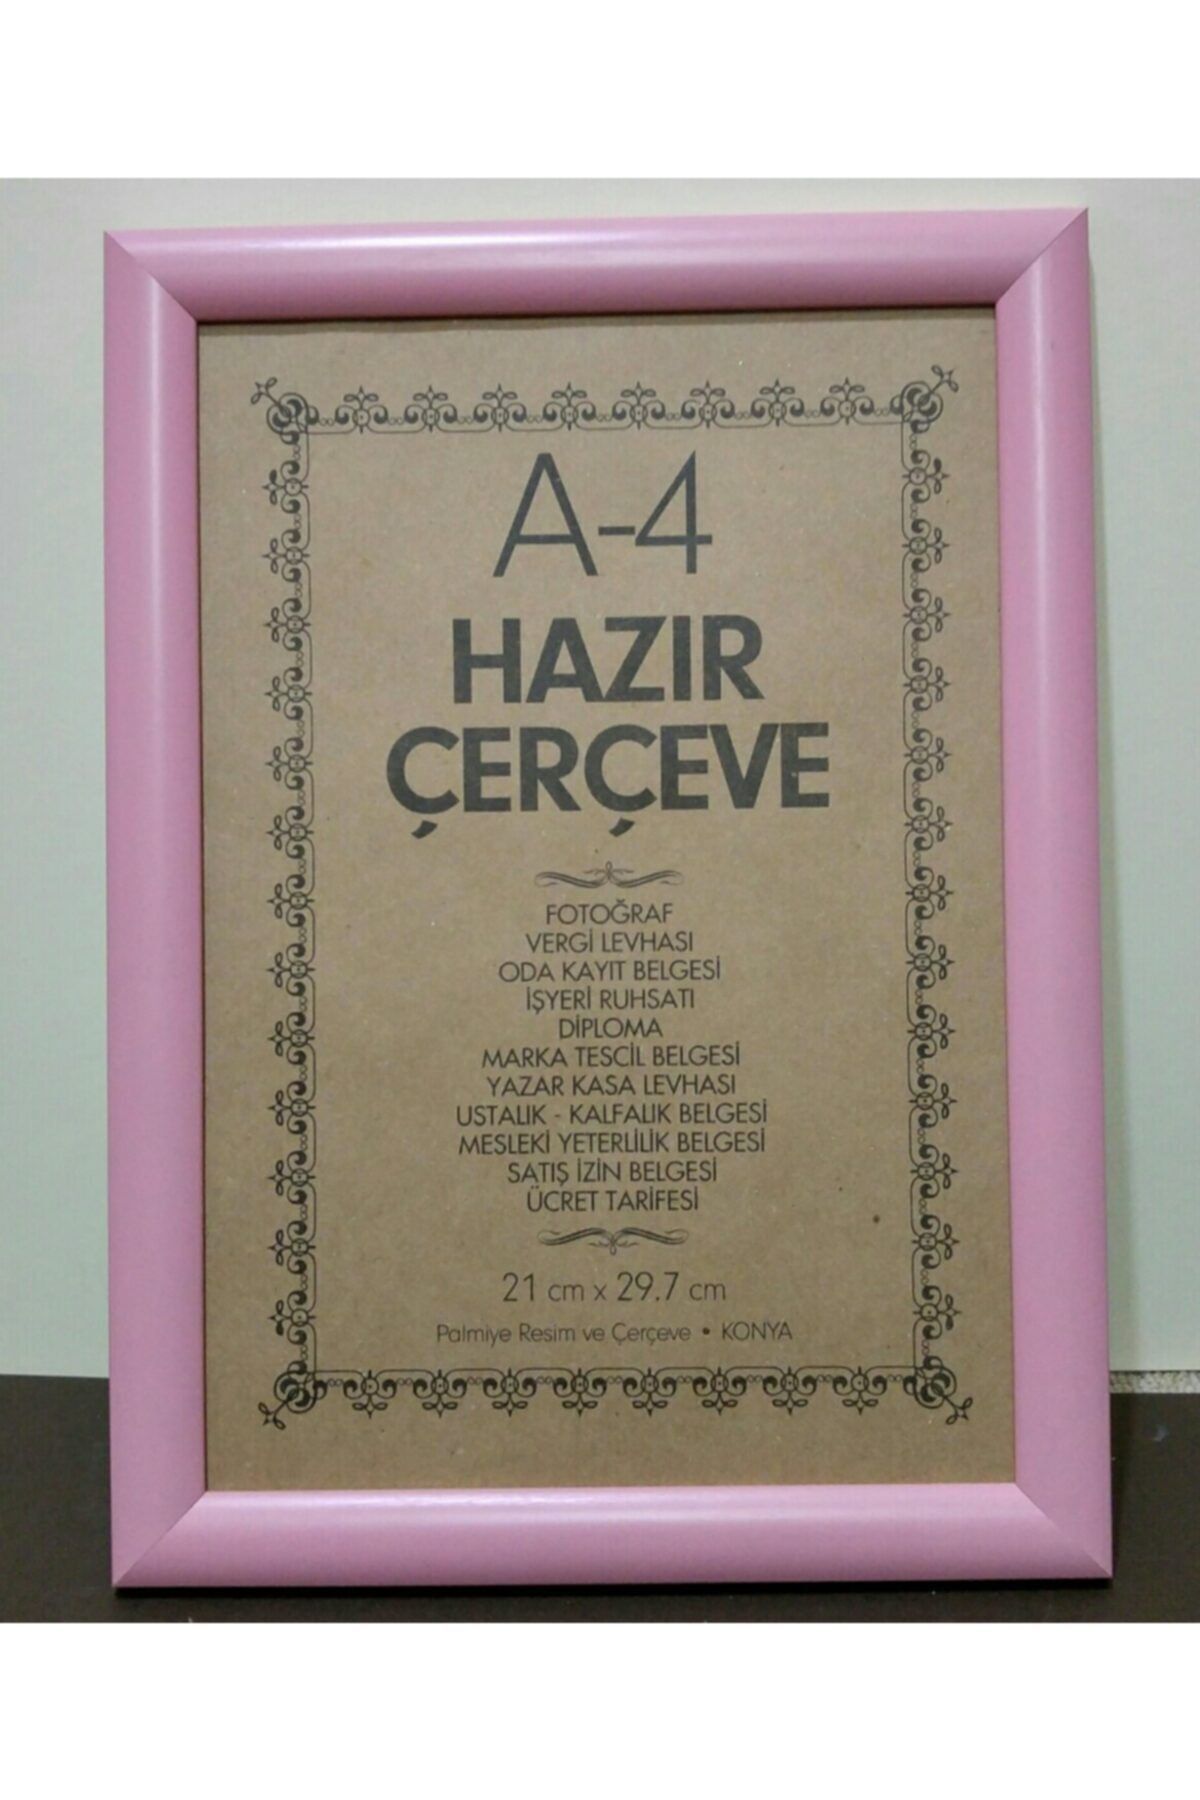 A-4
HAZIR
ÇERÇEVE
FOTOĞRAF
VERGİ LEVHASI
ODA KAYIT BELGESİ
İŞYERİ RUHSATI
DİPLOMA
MARKA TESCİL BELGESİ
YAZAR KASA LEVHASI
USTALIK - KALFALIK BELGESİ
MESLEKİ YETERLİLİK BELGESİ
SATIŞ İZİN BELGESİ
ÜCRET TARİFESİ
21 cm x 29.7 cm
Palmiye Resim ve Çerçeve • KONYA